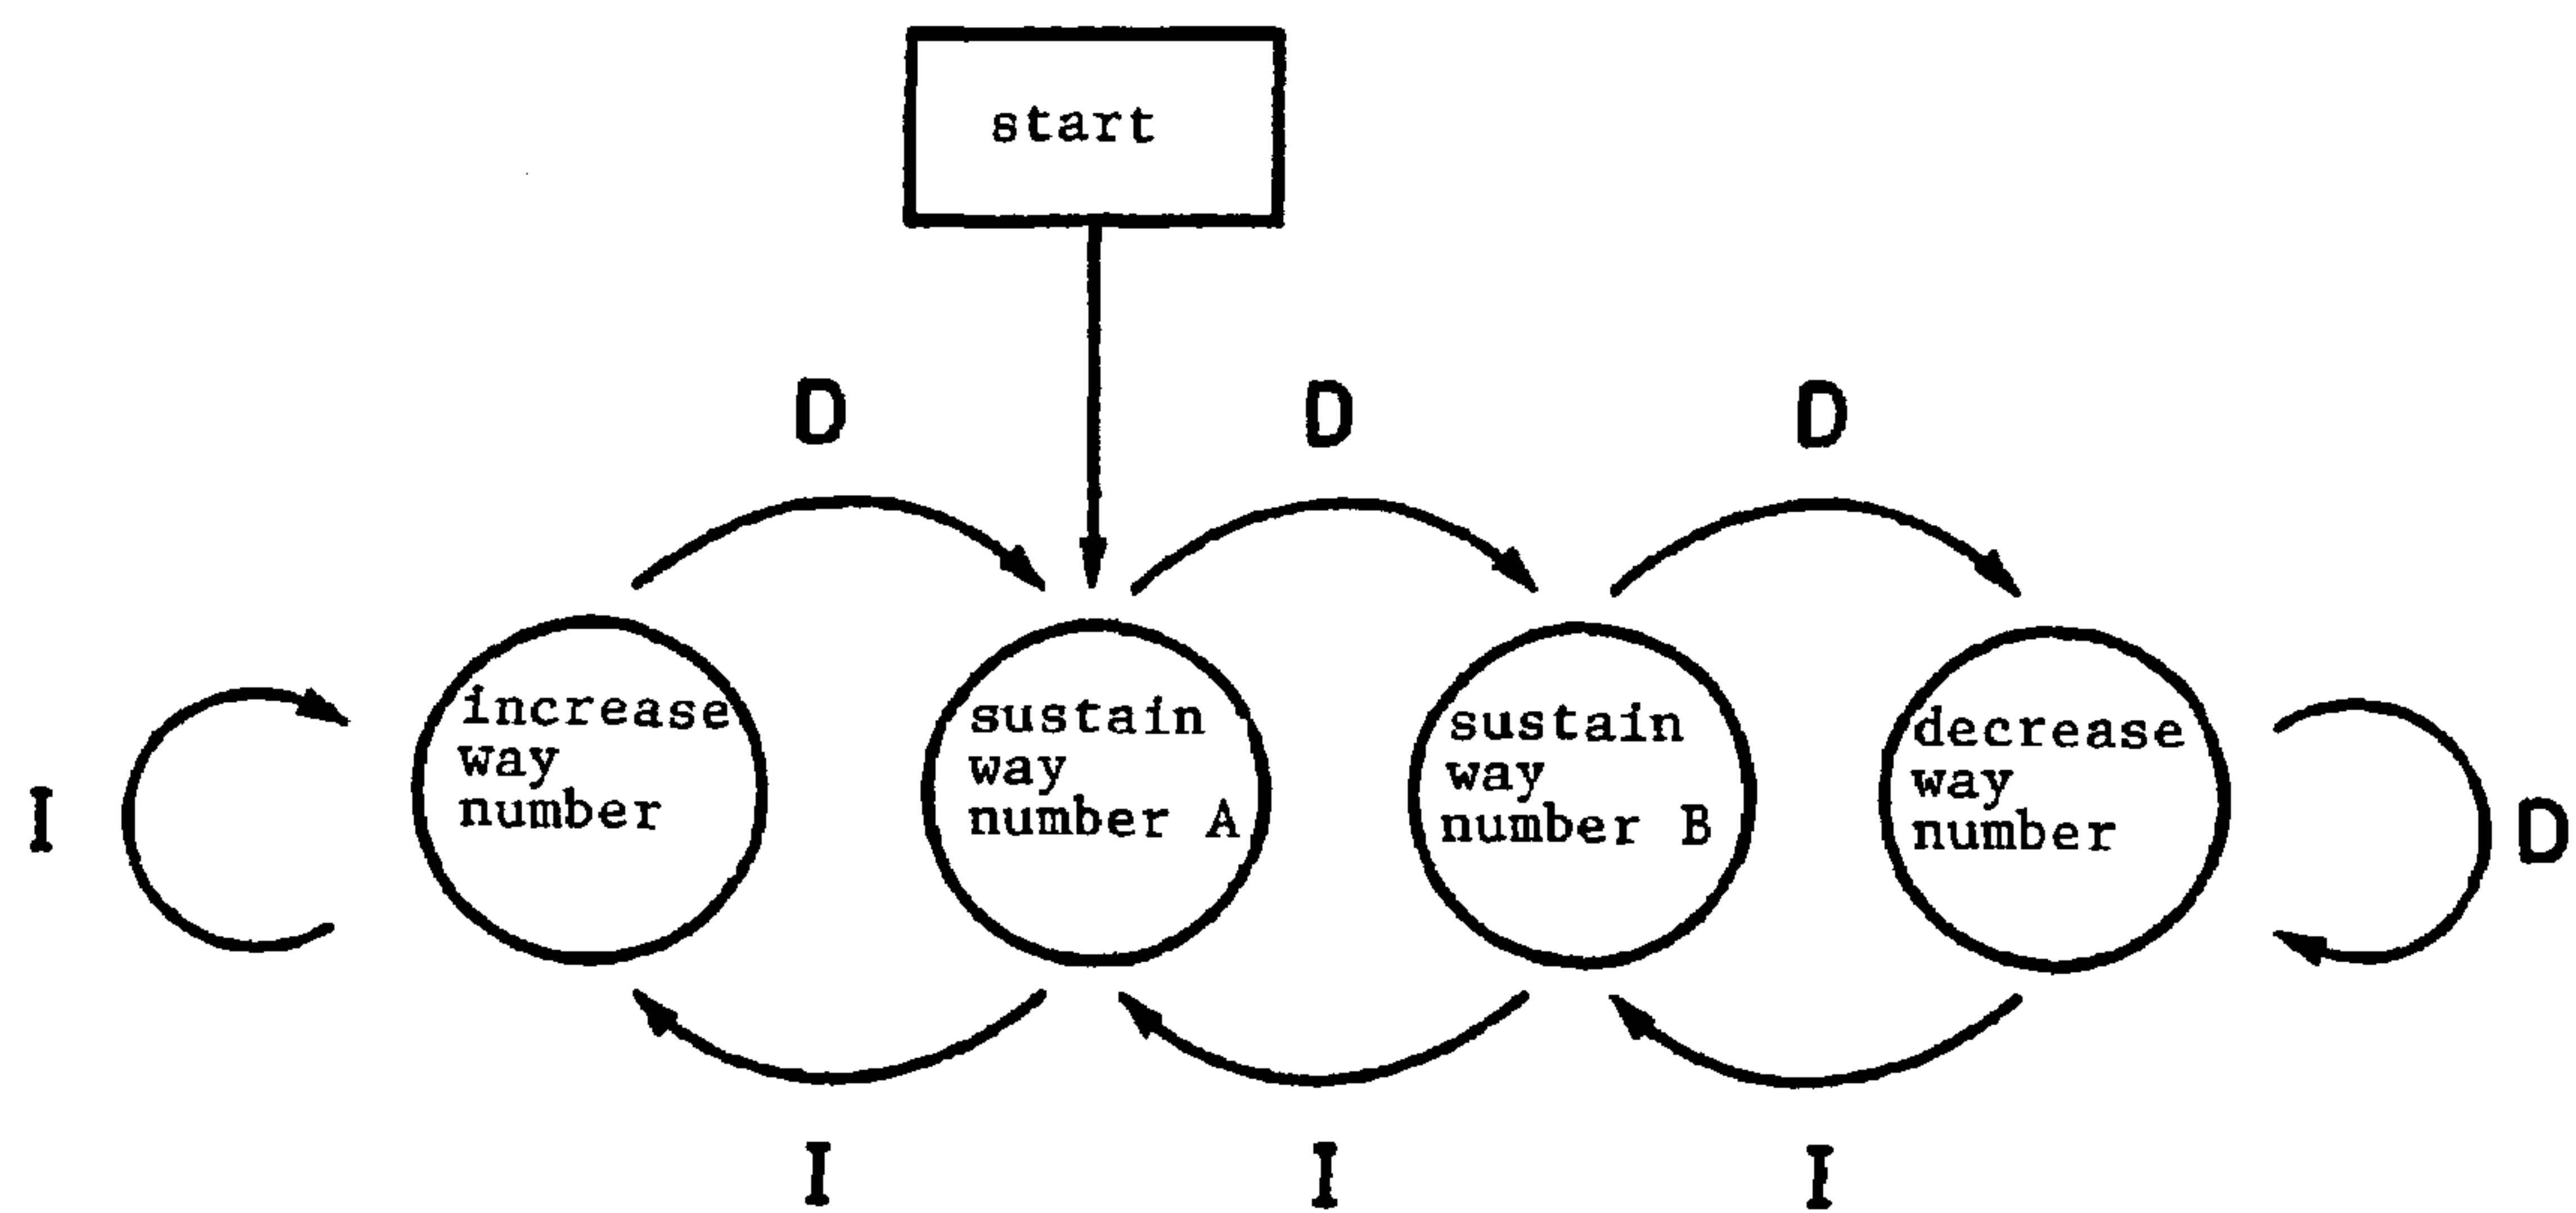 start
D
D
D
increase
way
number
sustain
way
number A
sustain
way
number B
decrease
way
number
I
D
I
I
I